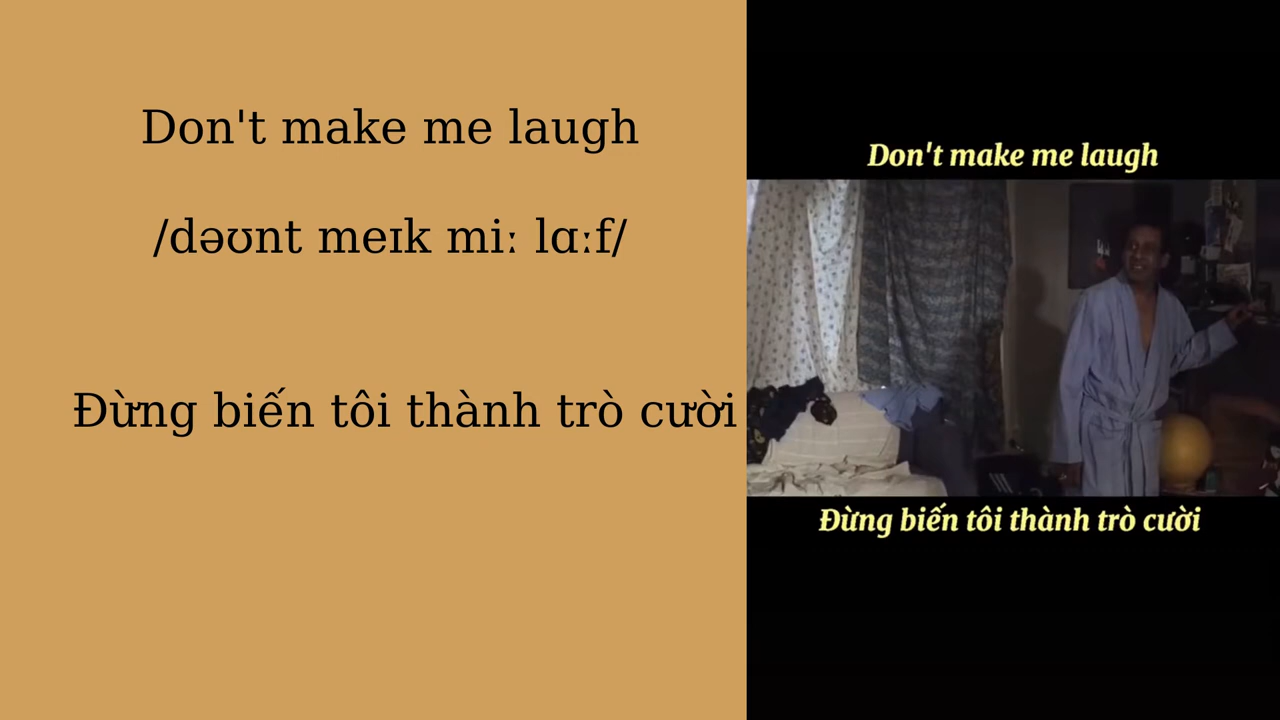 Don't make me laugh
/dəʊnt meɪk miː lɑːf/
Đừng biến tôi thành trò cười
Don't make me laugh
Đừng biến tôi thành trò cười